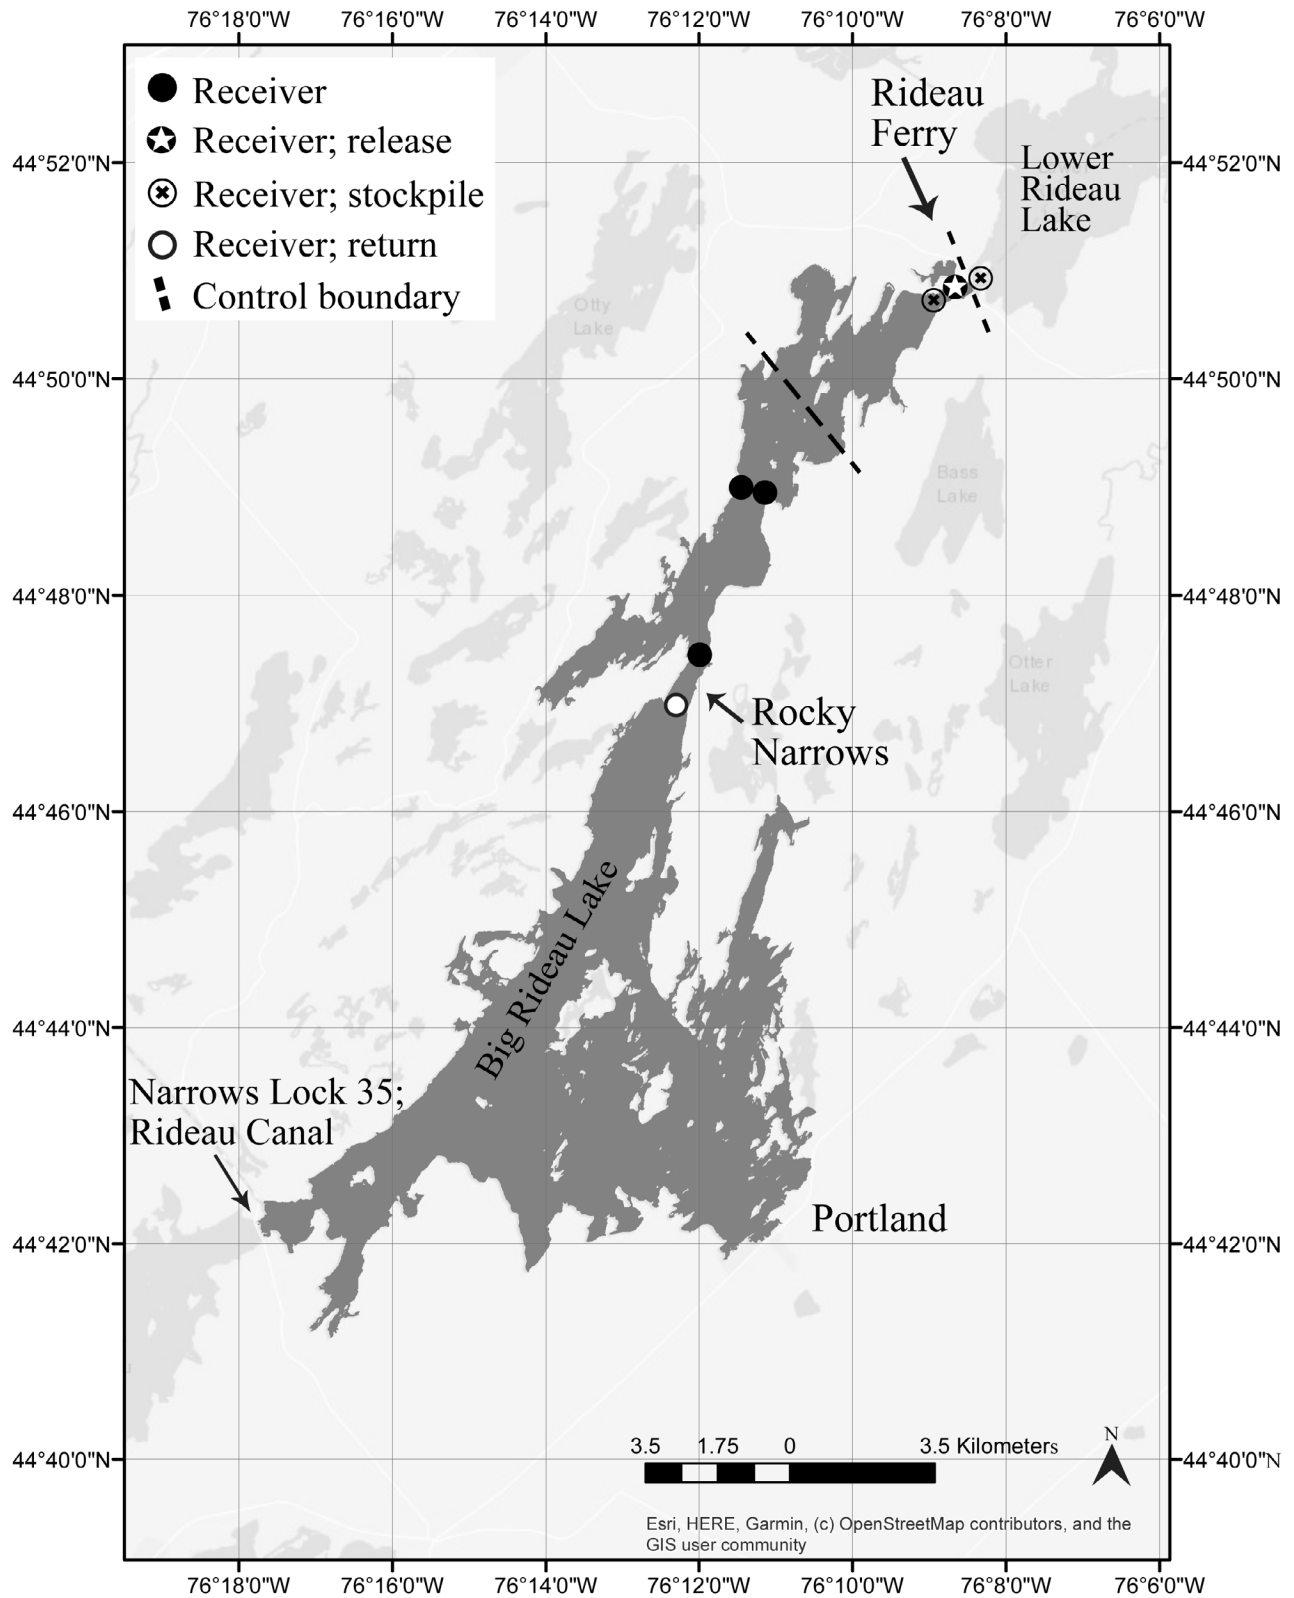 76°18'0"W 76°16'0"W 76°14'0"W 76°12'0"W 76°10'0"W 76°8'0"W 76°6'0"W
Receiver
Receiver; release
Receiver; stockpile
Receiver; return
Control boundary
Rideau
Ferry
Lower
Rideau
Lake
44°52'0"N 44°52'0"N
Otty
Lake
44°50'0"N 44°50'0"N
Bass
Lake
44°48'0"N 44°48'0"N
Otter
Lake
Rocky
Narrows
44°46'0"N 44°46'0"N
Big Rideau Lake
44°44'0"N 44°44'0"N
Narrows Lock 35;
Rideau Canal
Portland
44°42'0"N 44°42'0"N
3.5 1.75 0 3.5 Kilometers
N
44°40'0"N 44°40'0"N
Esri, HERE, Garmin, (c) OpenStreetMap contributors, and the
GIS user community
76°18'0"W 76°16'0"W 76°14'0"W 76°12'0"W 76°10'0"W 76°8'0"W 76°6'0"W